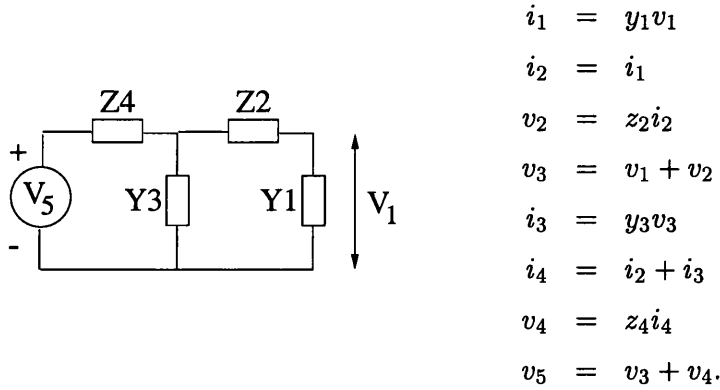 Z4
Z2
+
V₅
Y3
Y1
V₁
-
i₁ = y₁v₁
i₂ = i₁
v₂ = z₂i₂
v₃ = v₁ + v₂
i₃ = y₃v₃
i₄ = i₂ + i₃
v₄ = z₄i₄
v₅ = v₃ + v₄.